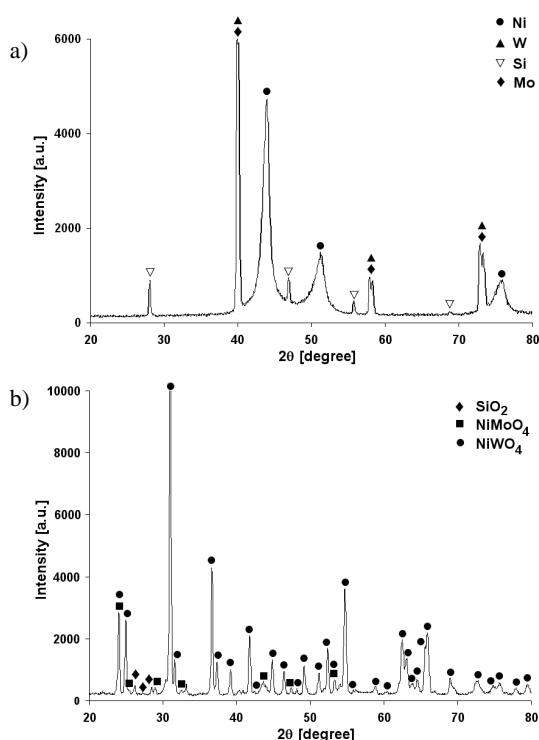 a)
6000
4000
2000
0
Intensity [a.u.]
20 30 40 50 60 70 80
2θ [degree]
Ni
W
Si
Mo
b)
10000
8000
6000
4000
2000
0
Intensity [a.u.]
20 30 40 50 60 70 80
2θ [degree]
SiO₂
NiMoO₄
NiWO₄